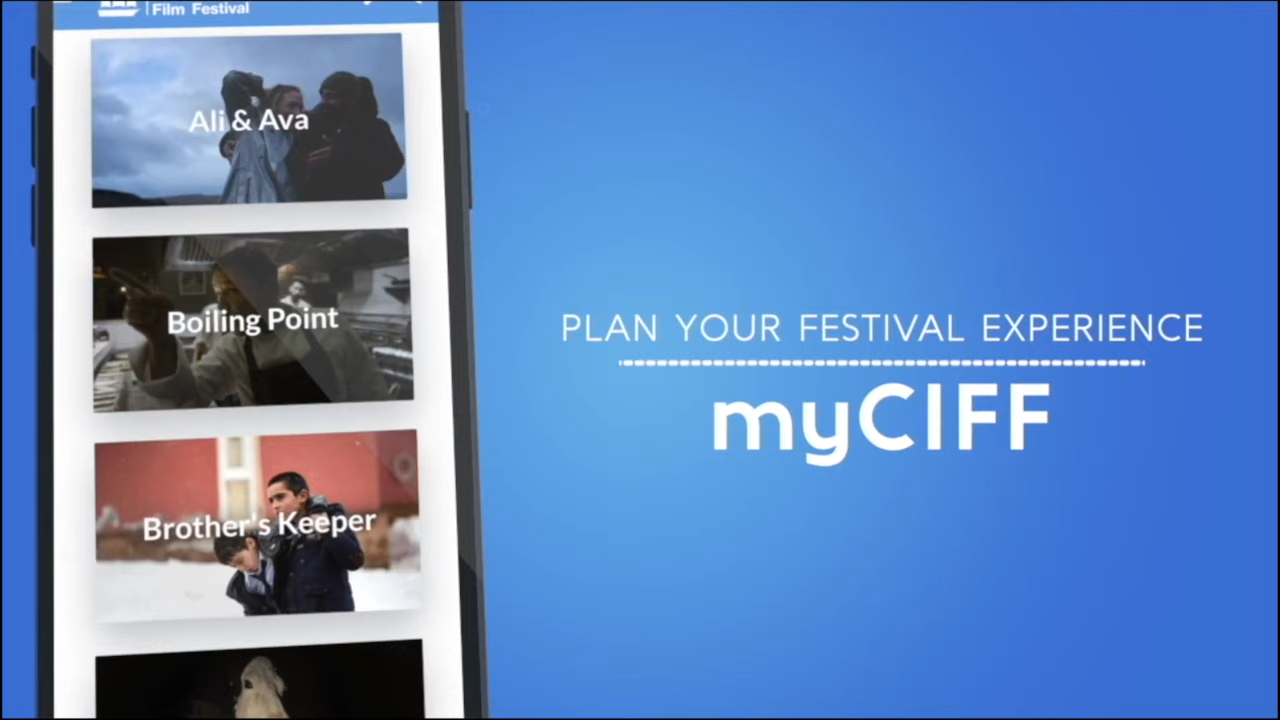 Film Festival
Ali & Ava
Boiling Point
Brother's Keeper
PLAN YOUR FESTIVAL EXPERIENCE
myCIFF